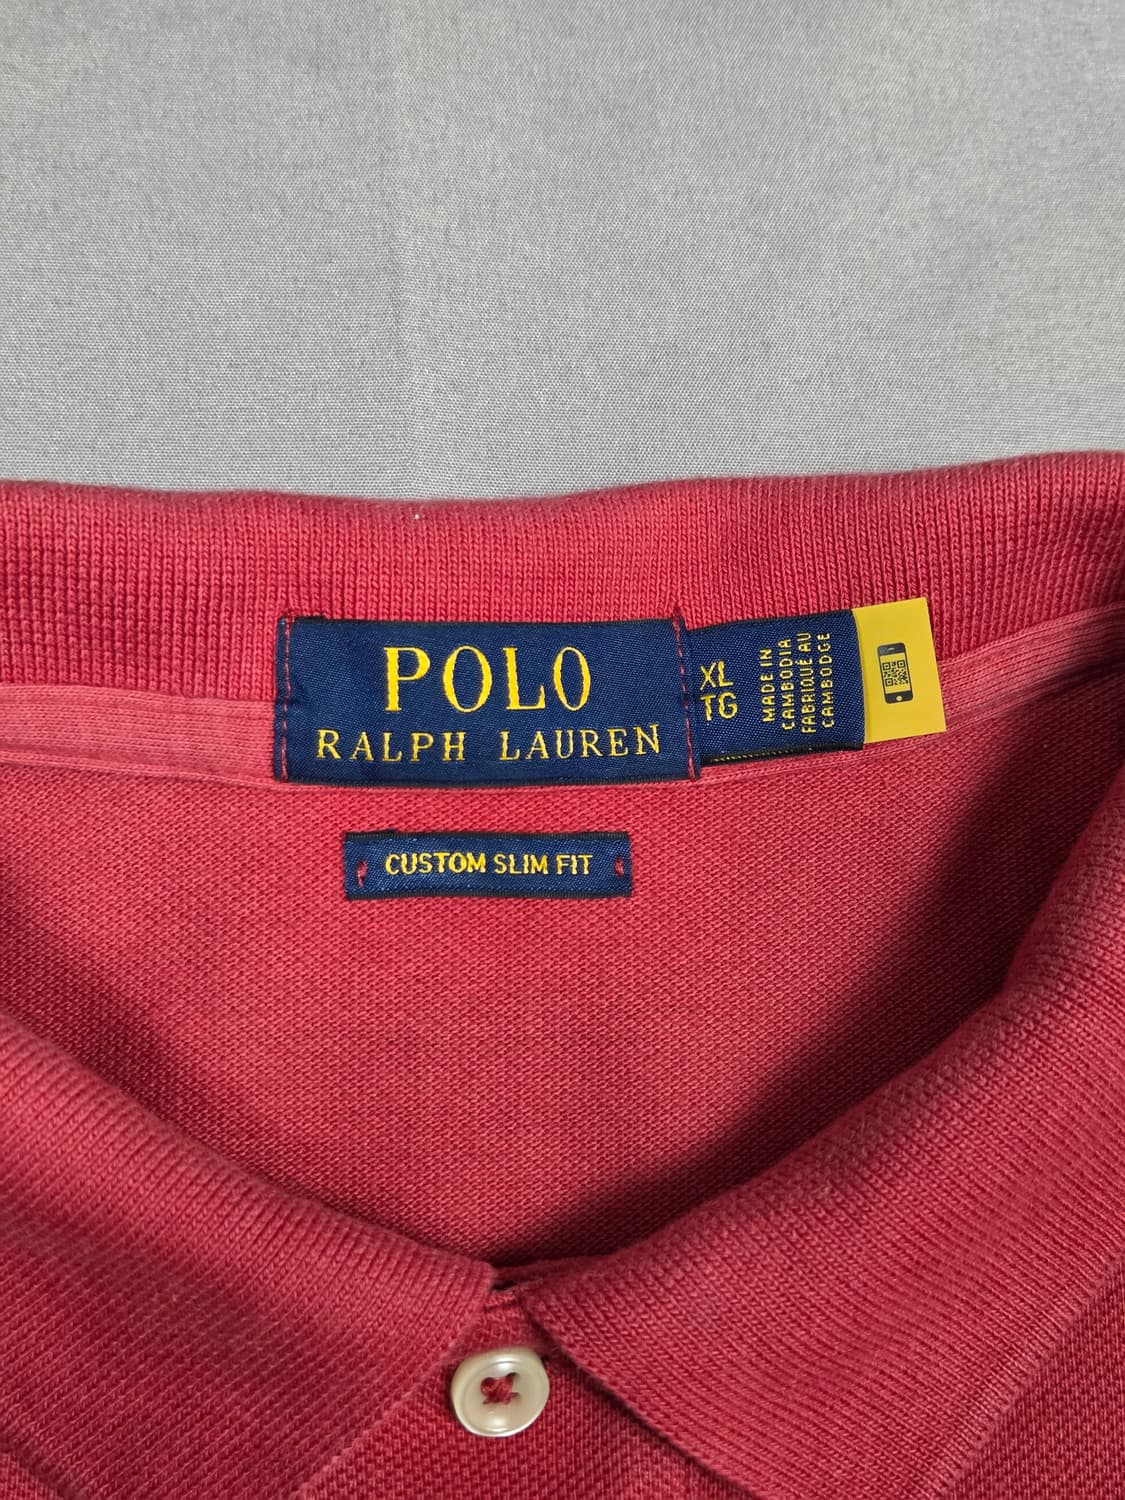 POLO
RALPH LAUREN
XL
TG
MADE IN
CAMBODIA
FABRIQUÉ AU
CAMBODGE
CUSTOM SLIM FIT